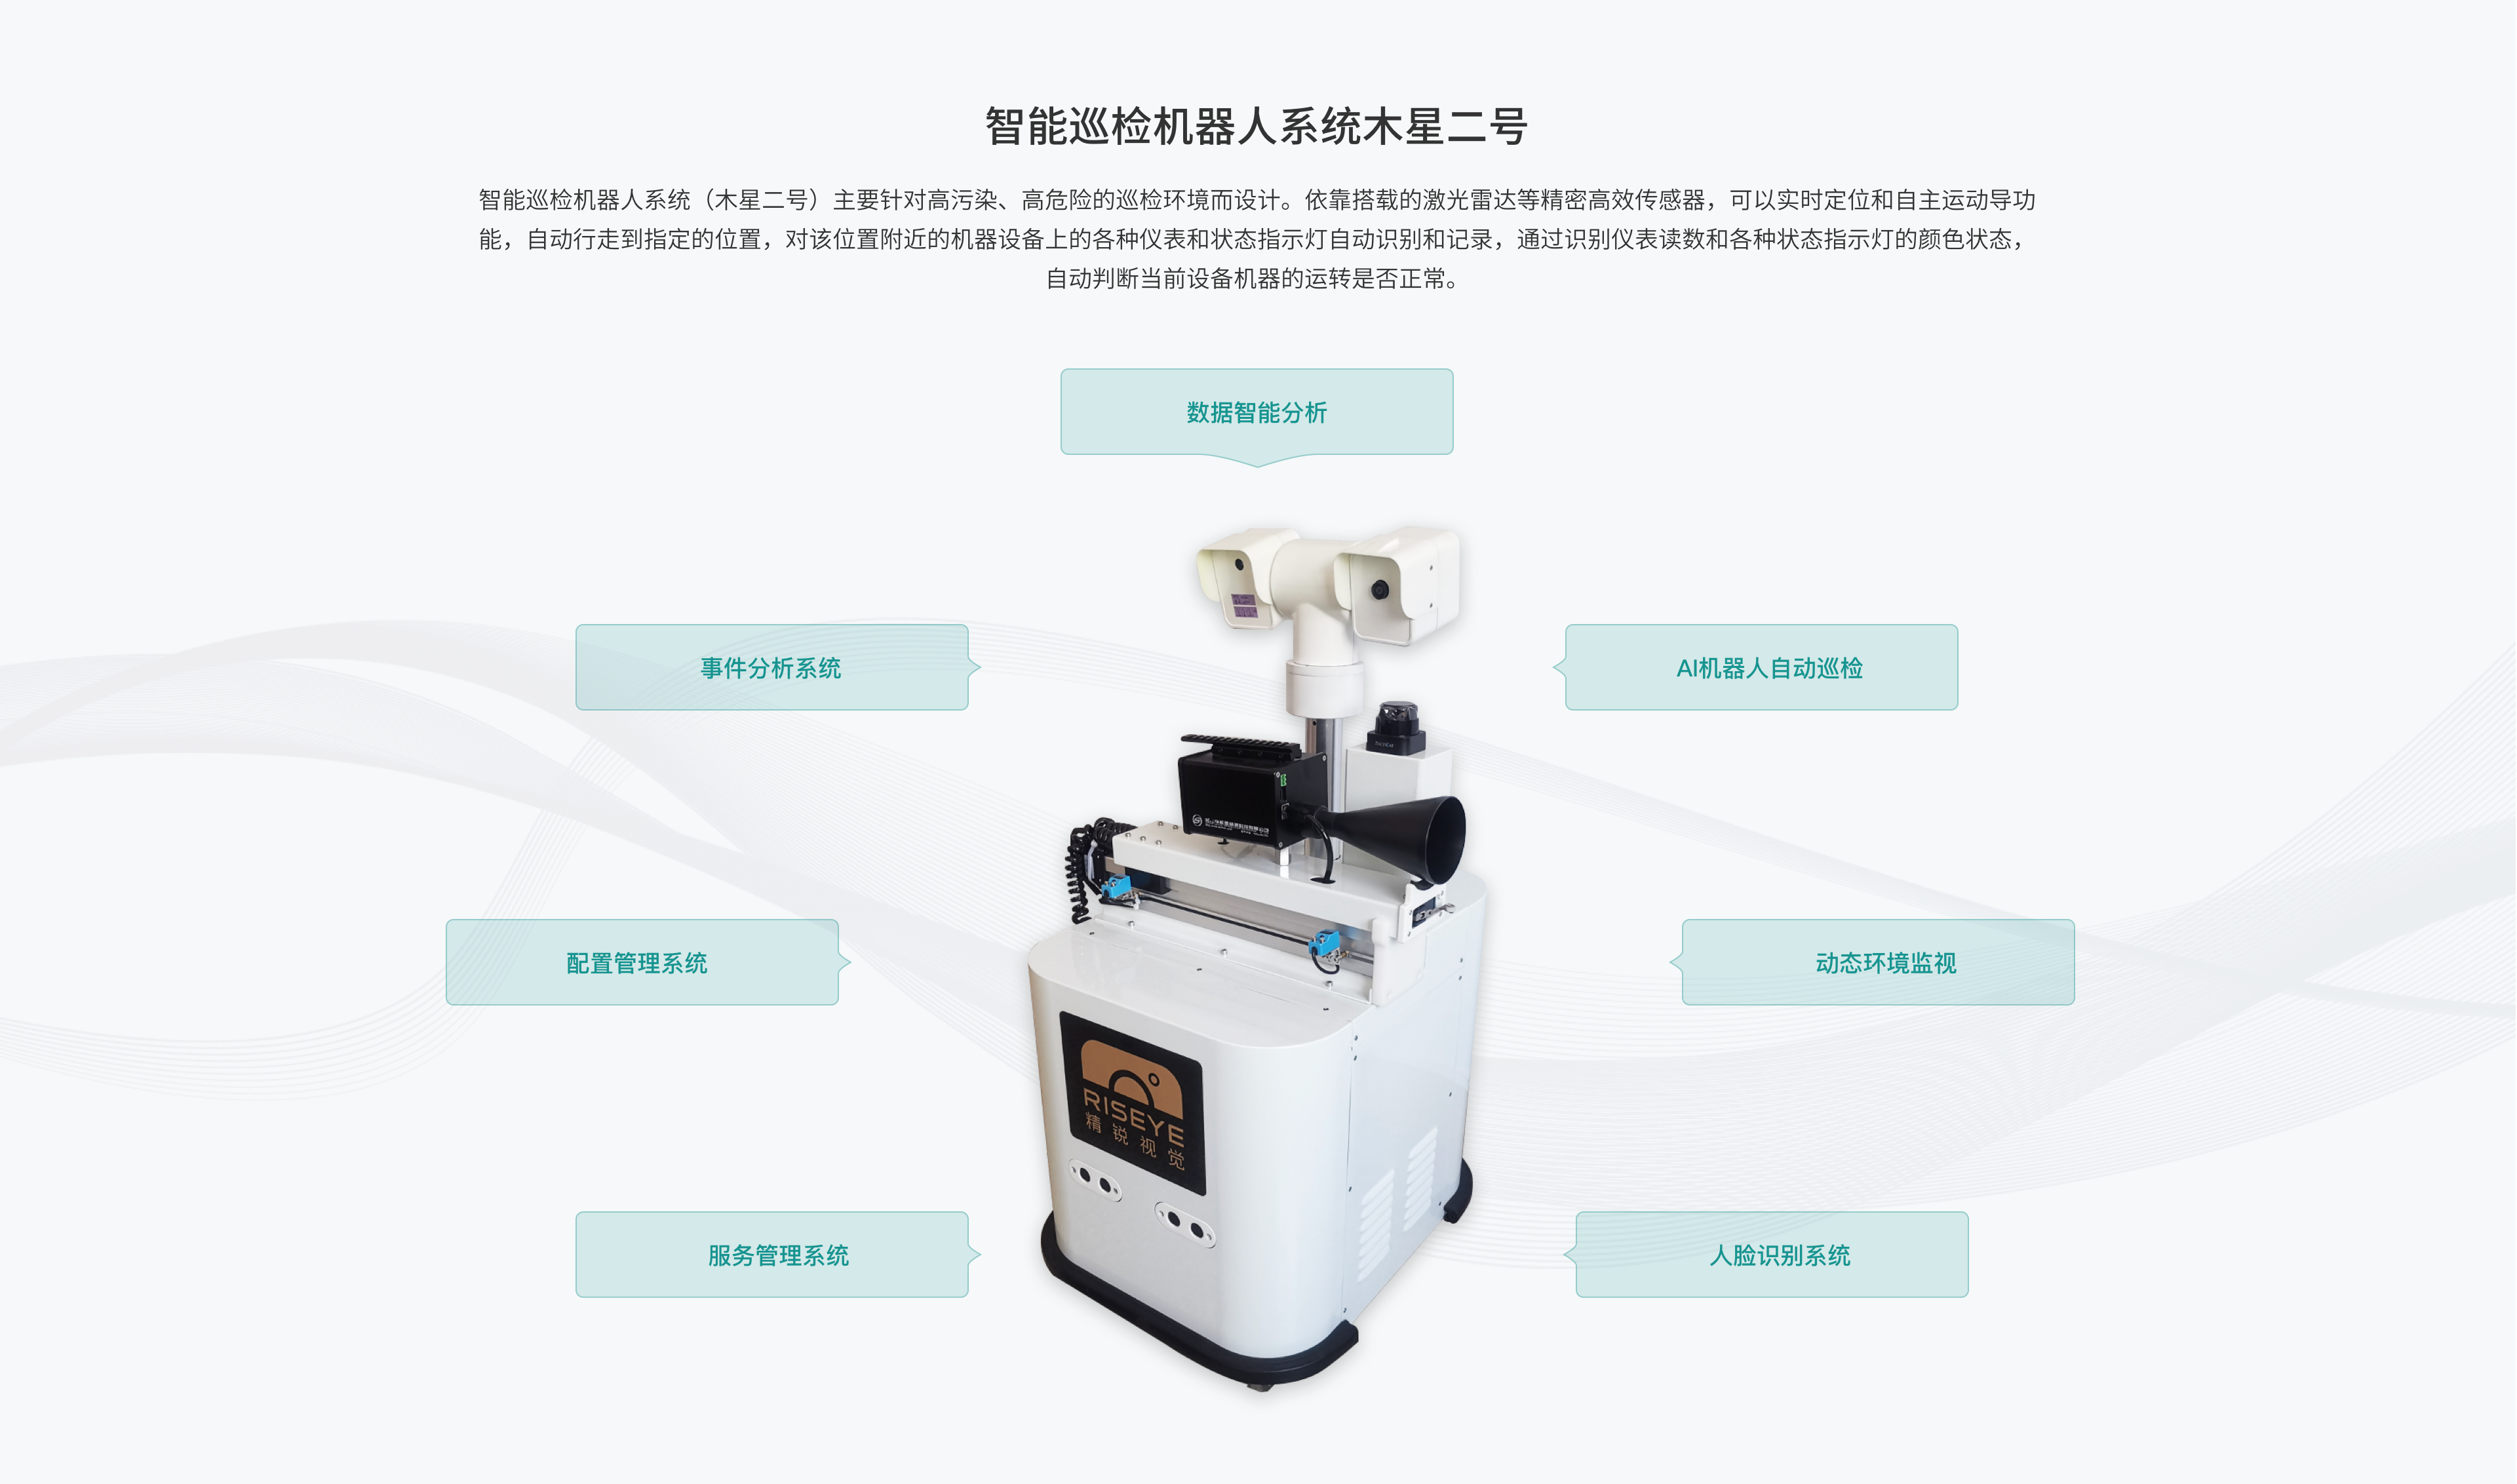 智能巡检机器人系统木星二号
智能巡检机器人系统（木星二号）主要针对高污染、高危险的巡检环境而设计。依靠搭载的激光雷达等精密高效传感器，可以实时定位和自主运动导功
能，自动行走到指定的位置，对该位置附近的机器设备上的各种仪表和状态指示灯自动识别和记录，通过识别仪表读数和各种状态指示灯的颜色状态，
自动判断当前设备机器的运转是否正常。
数据智能分析
事件分析系统
AI机器人自动巡检
配置管理系统
动态环境监视
服务管理系统
人脸识别系统
RISEYE
精锐视觉